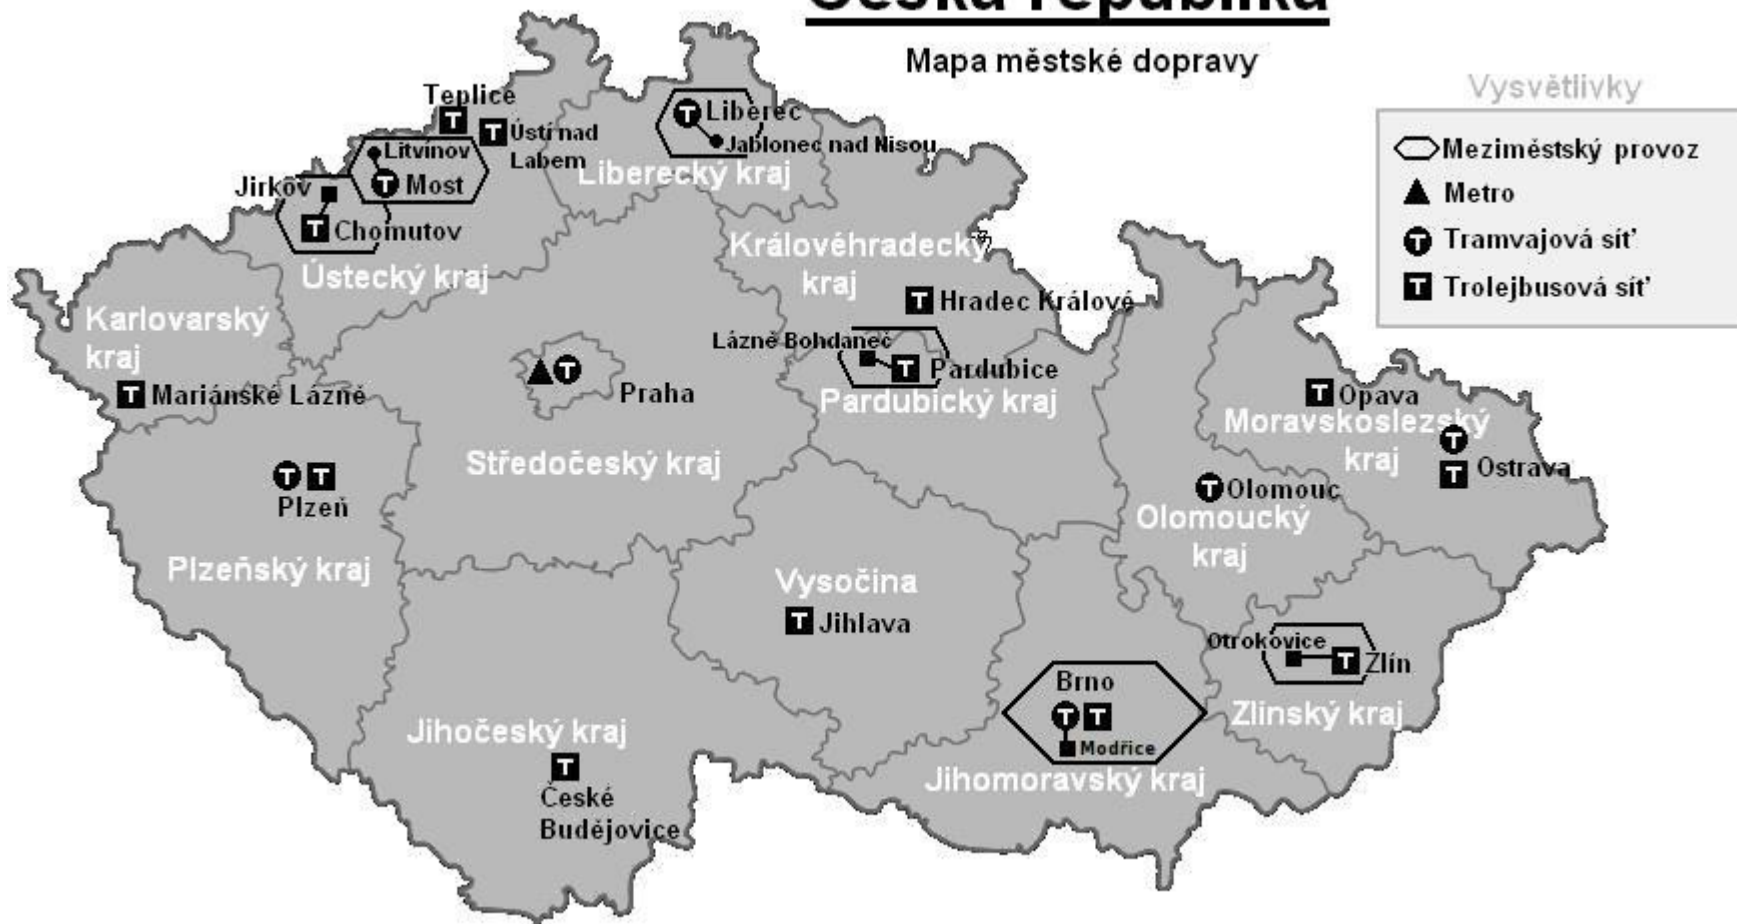 Česká republika
Mapa městské dopravy
Vysvětlivky
Meziměstský provoz
Metro
T Tramvajová síť
T Trolejbusová síť
Teplice
T
T Ústí nad
Labem
T Liberec
Jablonec nad Nisou
Liberecký kraj
Litvínov
T Most
Jirkov
T Chomutov
Ústecký kraj
Královéhradecký
kraj
T Hradec Králové
Karlovarský
kraj
T Mariánské Lázně
Lázně Bohdaneč
T Pardubice
Pardubický kraj
T
Praha
Středočeský kraj
T Opava
Moravskoslezský
kraj
T
T Ostrava
T T
Plzeň
Plzeňský kraj
T Olomouc
Olomoucký
kraj
Vysočina
T Jihlava
Otrokovice
T Zlín
Zlínský kraj
Brno
T T
Modřice
Jihomoravský kraj
Jihočeský kraj
T
České
Budějovice